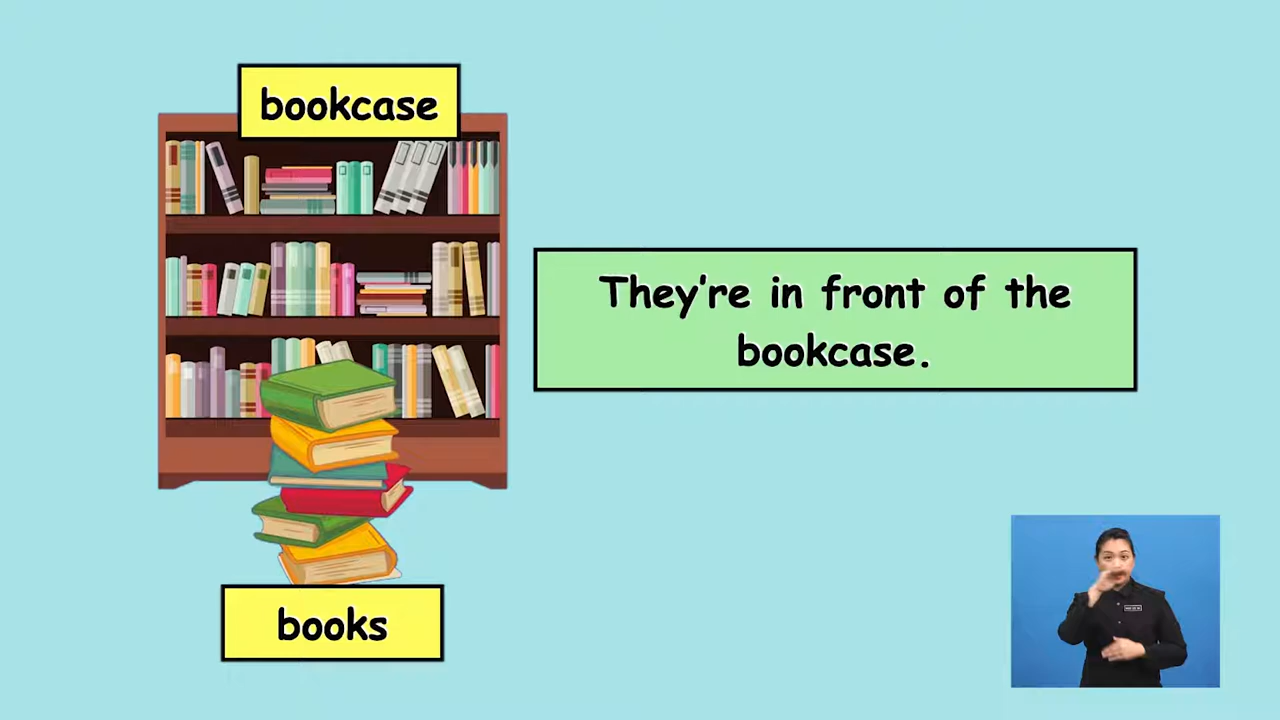 bookcase
They're in front of the
bookcase.
books